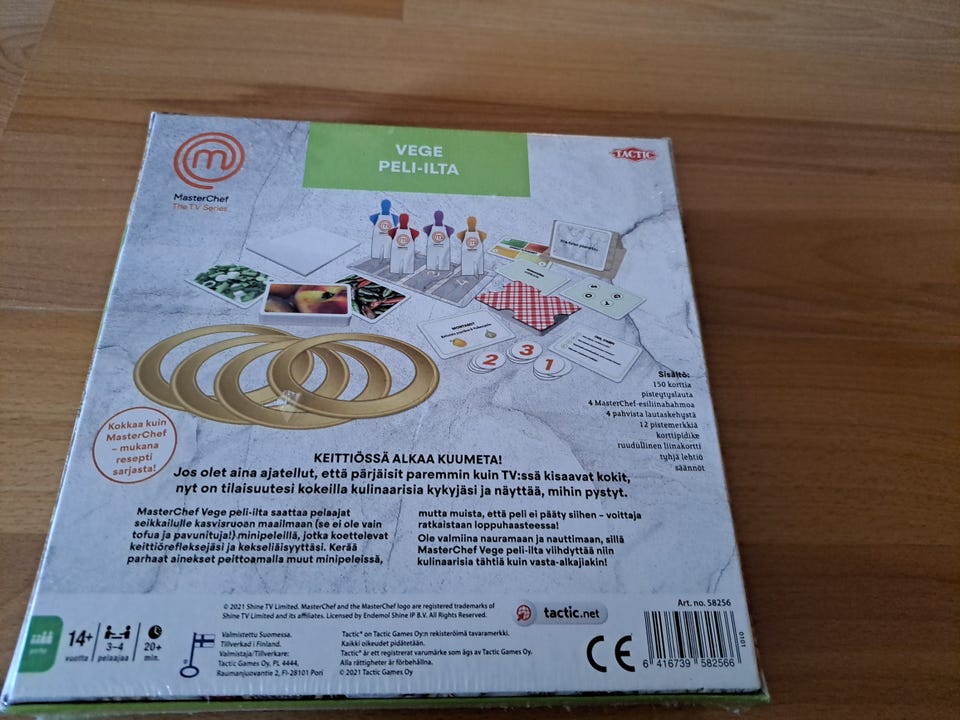 VEGE
PELI-ILTA
MasterChef
The TV Series
TACTIC
2
3
1
Kokkaa kuin
MasterChef
– mukana
resepti
sarjasta!
Sisältö:
150 korttia
pisteytyslauta
4 MasterChef-esiliinahahmoa
4 pahvista lautaskehystä
12 pistemerkkiä
korttipidike
ruudullinen liinakortti
tyhjä lehtiö
säännöt
KEITTIÖSSÄ ALKAA KUUMETA!
Jos olet aina ajatellut, että pärjäisit paremmin kuin TV:ssä kisaavat kokit,
nyt on tilaisuutesi kokeilla kulinaarisia kykyjäsi ja näyttää, mihin pystyt.
MasterChef Vege peli-ilta saattaa pelaajat
seikkailulle kasvisruoan maailmaan (se ei ole vain
tofua ja pavunituja!) minipeleillä, jotka koettelevat
keittiörefleksejäsi ja kekseliäisyyttäsi. Kerää
parhaat ainekset peittoamalla muut minipeleissä,
mutta muista, että peli ei pääty siihen – voittaja
ratkaistaan loppuhaasteessa!
Ole valmiina nauramaan ja nauttimaan, sillä
MasterChef Vege peli-ilta viihdyttää niin
kulinaarisia tähtiä kuin vasta-alkajiakin!
© 2021 Shine TV Limited. MasterChef and the MasterChef logo are registered trademarks of
Shine TV Limited and its affiliates. Licensed by Endemol Shine IP B.V. All Rights Reserved.
tactic.net
Art. no. 58256
perhe
14+
vuotta
3–4
pelaajaa
20+
min.
Valmistettu Suomessa.
Tillverkad i Finland.
Valmistaja/Tillverkare:
Tactic Games Oy, PL 4444,
Raumanjuovantie 2, FI-28101 Pori
Tactic® on Tactic Games Oy:n rekisteröimä tavaramerkki.
Kaikki oikeudet pidätetään.
Tactic® är ett registrerat varumärke som ägs av Tactic Games Oy.
Alla rättigheter är förbehållna.
© 2021 Tactic Games Oy
CE
6 416739 582566
1010